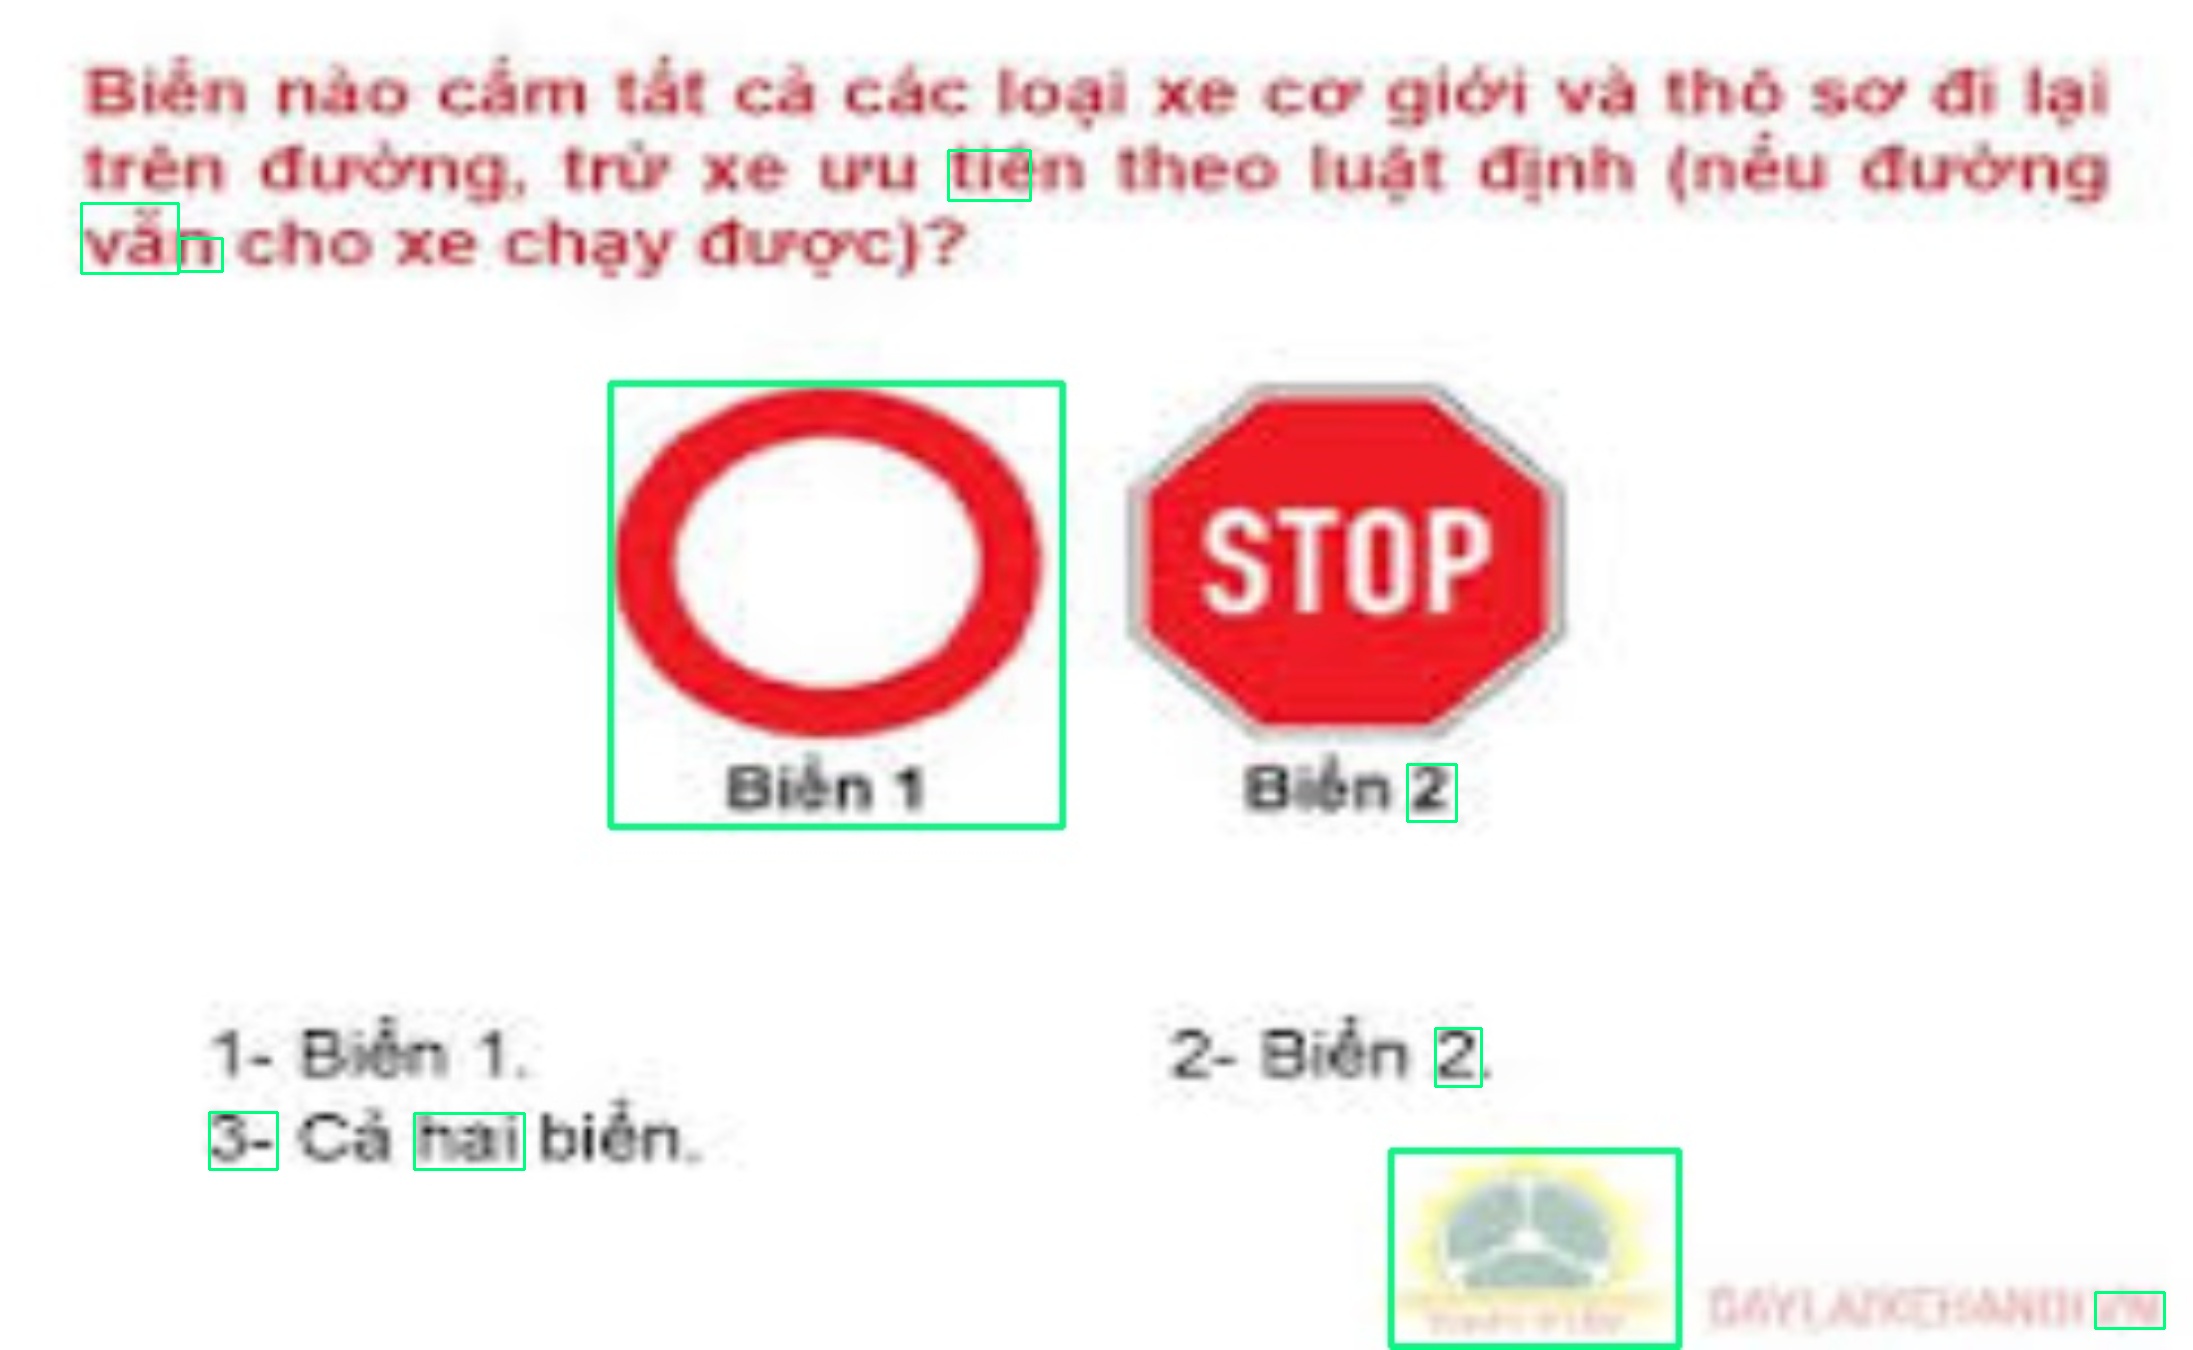 Biển nào cấm tất cả các loại xe cơ giới và thô sơ đi lại
trên đường, trừ xe ưu tiên theo luật định (nếu đường
vẫn cho xe chạy được)?
STOP
Biển 1
Biển 2
1- Biển 1.
2- Biển 2.
3- Cả hai biển.